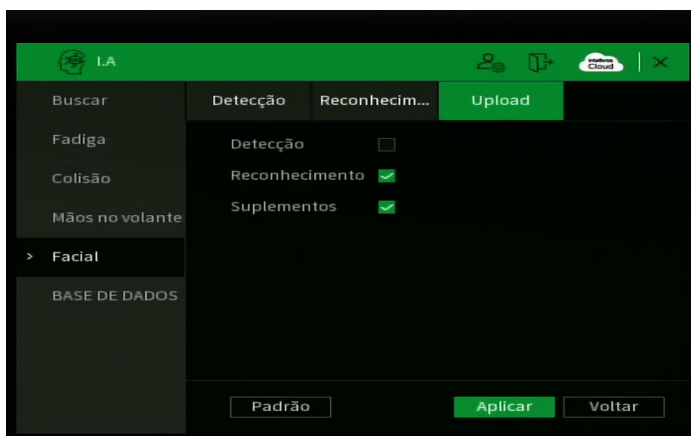 I.A
intelbras
Cloud
Buscar
Fadiga
Colisão
Mãos no volante
> Facial
BASE DE DADOS
Detecção Reconhecim... Upload
Detecção
Reconhecimento
Suplementos
Padrão Aplicar Voltar